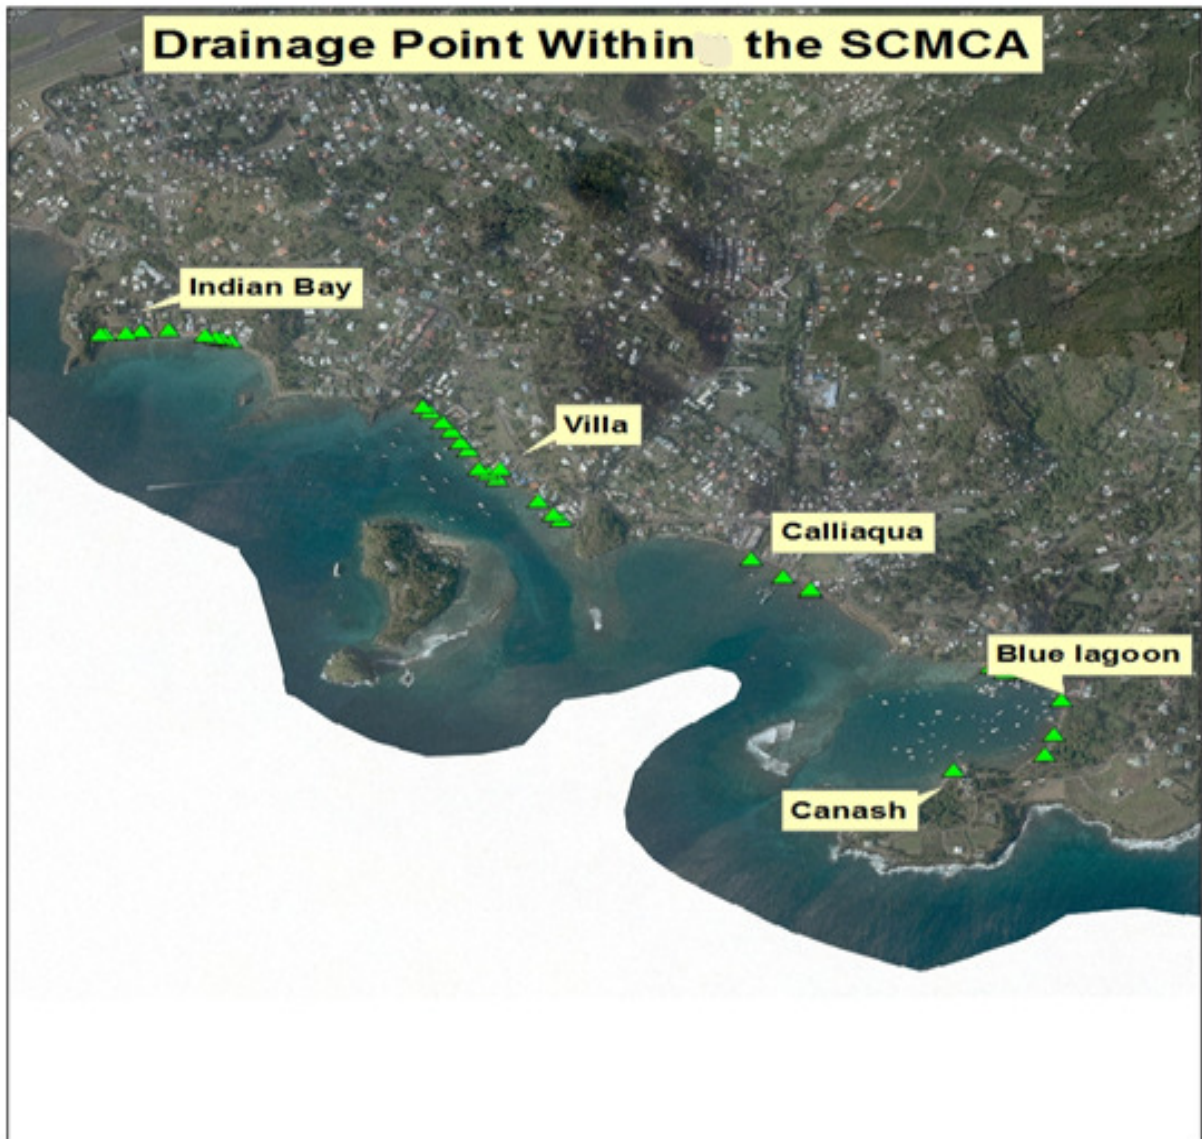 Drainage Point Within the SCMCA
Indian Bay
Villa
Calliaqua
Blue lagoon
Canash